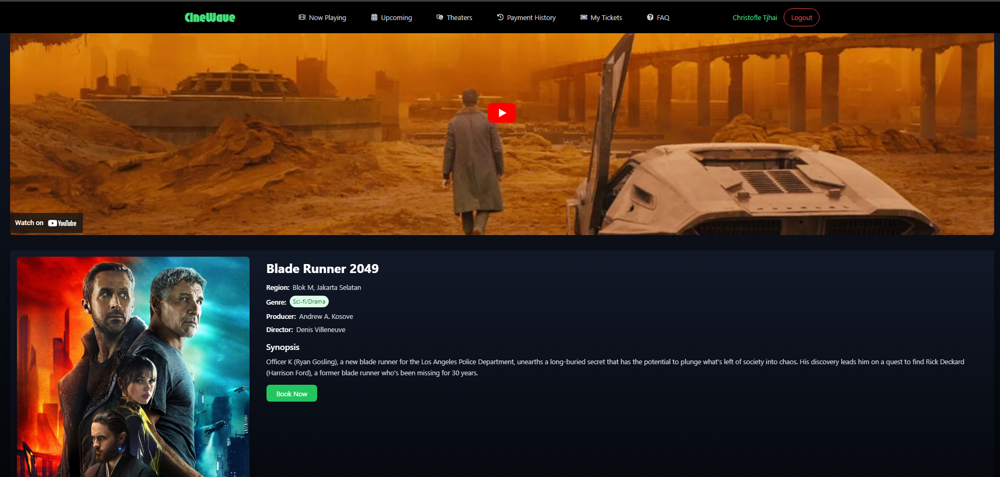 CineWave
Now Playing
Upcoming
Theaters
Payment History
My Tickets
FAQ
Christofle Tjhai
Logout
Watch on YouTube
Blade Runner 2049
Region: Blok M, Jakarta Selatan
Genre: Sci-fi/Drama
Producer: Andrew A. Kosove
Director: Denis Villeneuve
Synopsis
Officer K (Ryan Gosling), a new blade runner for the Los Angeles Police Department, unearths a long-buried secret that has the potential to plunge what's left of society into chaos. His discovery leads him on a quest to find Rick Deckard
(Harrison Ford), a former blade runner who's been missing for 30 years.
Book Now